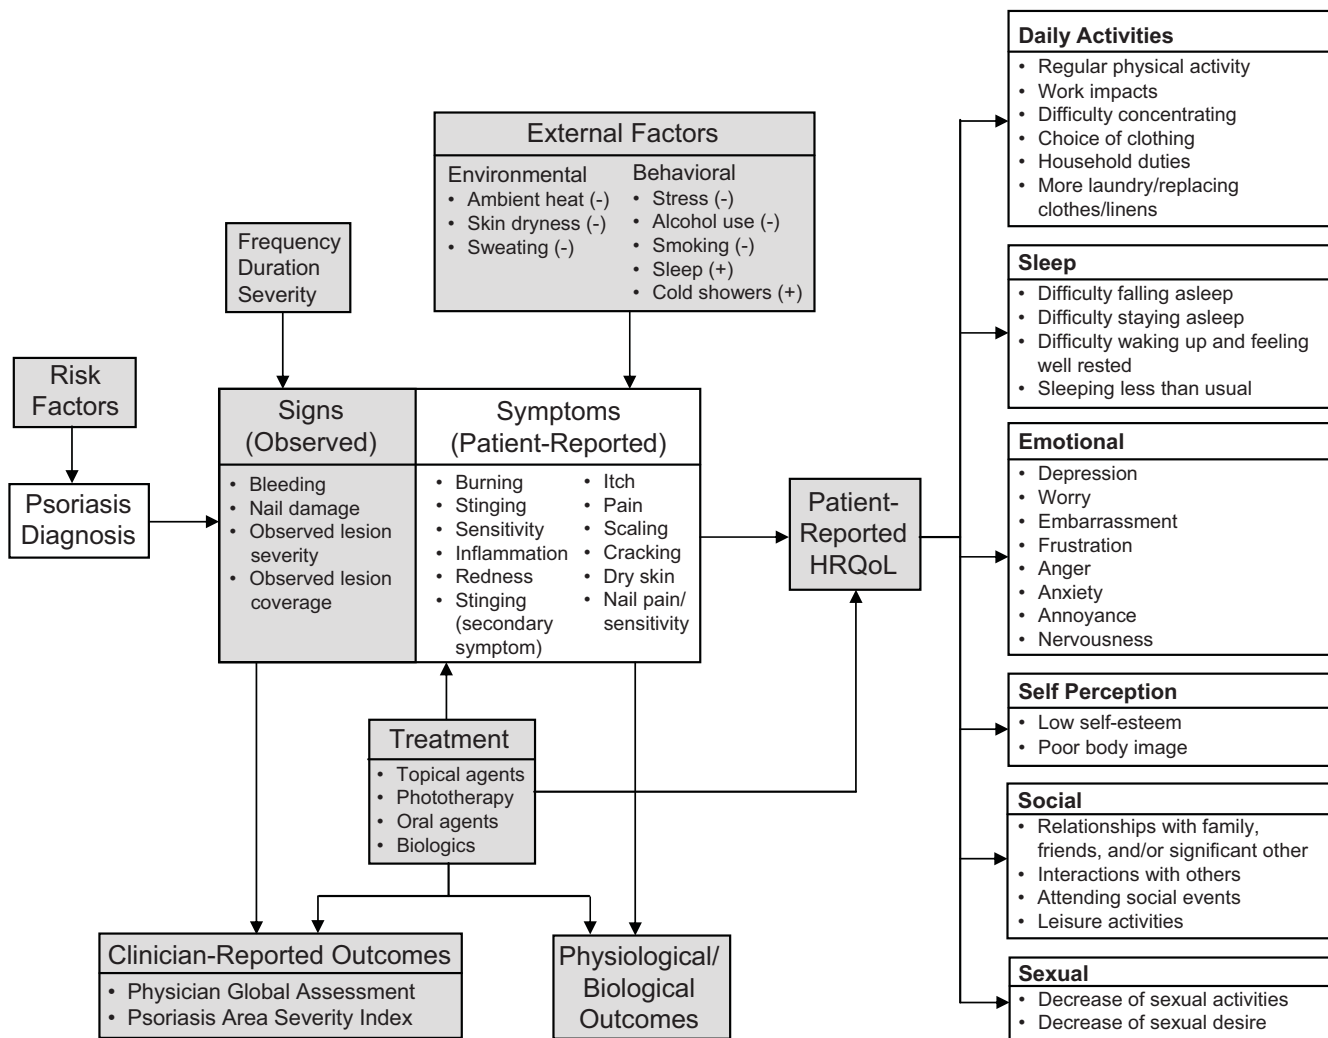 External Factors
Environmental
• Ambient heat (-)
• Skin dryness (-)
• Sweating (-)
Behavioral
• Stress (-)
• Alcohol use (-)
• Smoking (-)
• Sleep (+)
• Cold showers (+)
Frequency
Duration
Severity
Risk
Factors
Psoriasis
Diagnosis
Signs
(Observed)
• Bleeding
• Nail damage
• Observed lesion
severity
• Observed lesion
coverage
Symptoms
(Patient-Reported)
• Burning
• Stinging
• Sensitivity
• Inflammation
• Redness
• Stinging
(secondary
symptom)
• Itch
• Pain
• Scaling
• Cracking
• Dry skin
• Nail pain/
sensitivity
Treatment
• Topical agents
• Phototherapy
• Oral agents
• Biologics
Clinician-Reported Outcomes
• Physician Global Assessment
• Psoriasis Area Severity Index
Physiological/
Biological
Outcomes
Patient-
Reported
HRQoL
Daily Activities
• Regular physical activity
• Work impacts
• Difficulty concentrating
• Choice of clothing
• Household duties
• More laundry/replacing
clothes/linens
Sleep
• Difficulty falling asleep
• Difficulty staying asleep
• Difficulty waking up and feeling
well rested
• Sleeping less than usual
Emotional
• Depression
• Worry
• Embarrassment
• Frustration
• Anger
• Anxiety
• Annoyance
• Nervousness
Self Perception
• Low self-esteem
• Poor body image
Social
• Relationships with family,
friends, and/or significant other
• Interactions with others
• Attending social events
• Leisure activities
Sexual
• Decrease of sexual activities
• Decrease of sexual desire